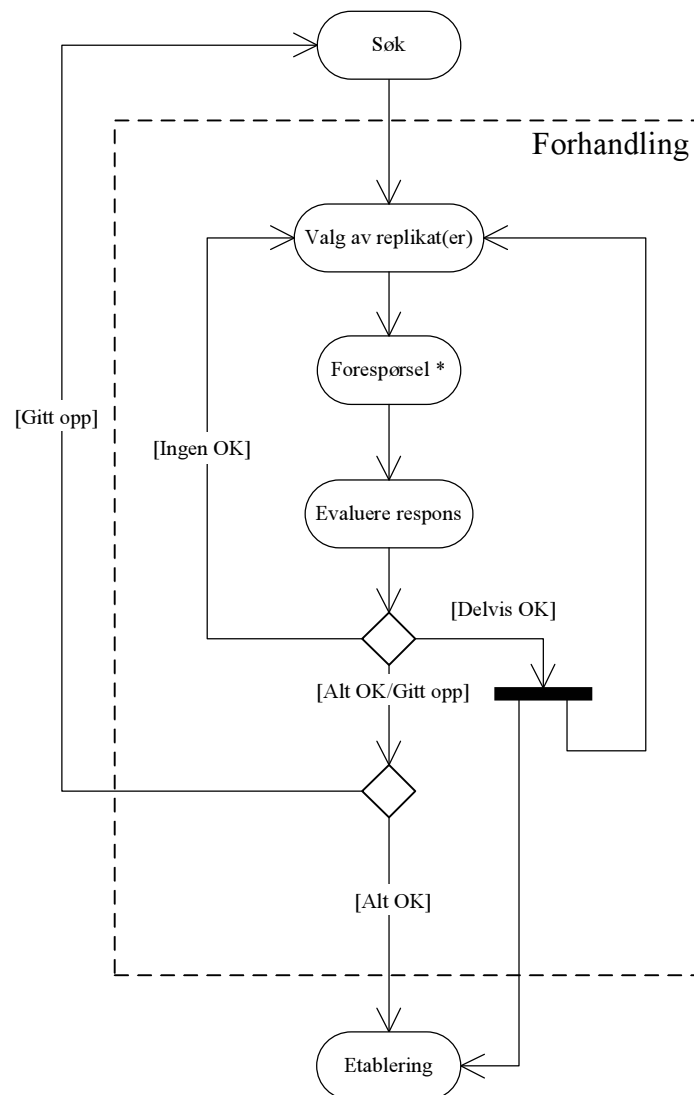 Søk
Forhandling
Valg av replikat(er)
Forespørsel *
[Gitt opp]
[Ingen OK]
Evaluere respons
[Delvis OK]
[Alt OK/Gitt opp]
[Alt OK]
Etablering